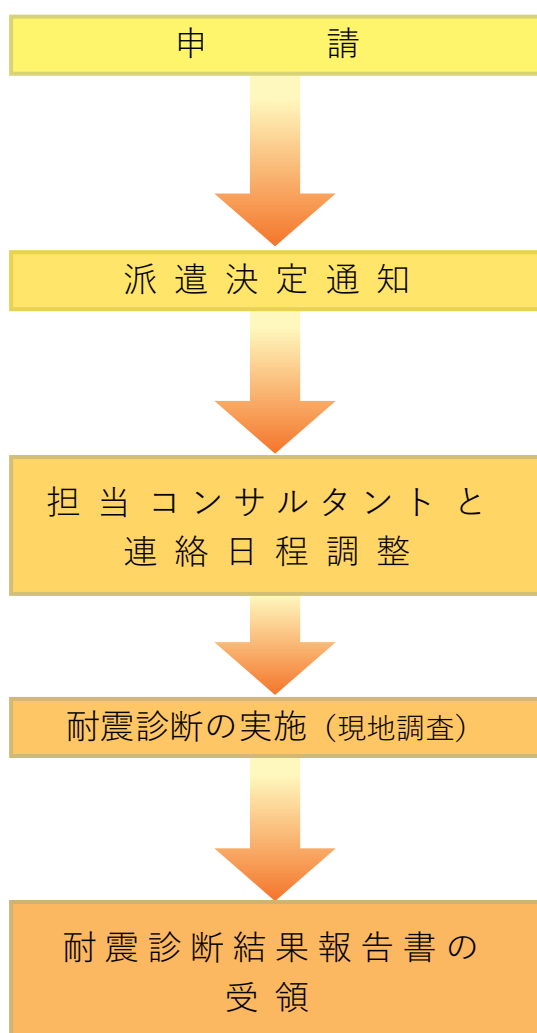 申請
派遣決定通知
担当コンサルタントと
連絡日程調整
耐震診断の実施（現地調査）
耐震診断結果報告書の
受領